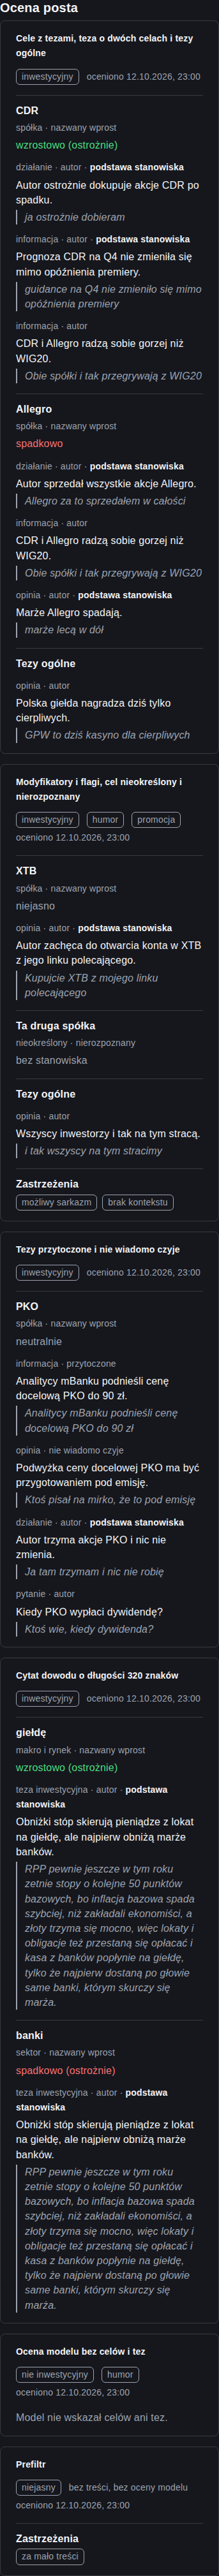 Ocena posta
Cele z tezami, teza o dwóch celach i tezy
ogólne
inwestycyjny oceniono 12.10.2026, 23:00
CDR
spółka · nazwany wprost
wzrostowo (ostrożnie)
działanie · autor · podstawa stanowiska
Autor ostrożnie dokupuje akcje CDR po
spadku.
ja ostrożnie dobieram
informacja · autor · podstawa stanowiska
Prognoza CDR na Q4 nie zmieniła się
mimo opóźnienia premiery.
guidance na Q4 nie zmieniło się mimo
opóźnienia premiery
informacja · autor
CDR i Allegro radzą sobie gorzej niż
WIG20.
Obie spółki i tak przegrywają z WIG20
Allegro
spółka · nazwany wprost
spadkowo
działanie · autor · podstawa stanowiska
Autor sprzedał wszystkie akcje Allegro.
Allegro za to sprzedałem w całości
informacja · autor
CDR i Allegro radzą sobie gorzej niż
WIG20.
Obie spółki i tak przegrywają z WIG20
opinia · autor · podstawa stanowiska
Marże Allegro spadają.
marże lecą w dół
Tezy ogólne
opinia · autor
Polska giełda nagradza dziś tylko
cierpliwych.
GPW to dziś kasyno dla cierpliwych
Modyfikatory i flagi, cel nieokreślony i
nierozpoznany
inwestycyjny humor promocja
oceniono 12.10.2026, 23:00
XTB
spółka · nazwany wprost
niejasno
opinia · autor · podstawa stanowiska
Autor zachęca do otwarcia konta w XTB
z jego linku polecającego.
Kupujcie XTB z mojego linku
polecającego
Ta druga spółka
nieokreślony · nierozpoznany
bez stanowiska
Tezy ogólne
opinia · autor
Wszyscy inwestorzy i tak na tym stracą.
i tak wszyscy na tym stracimy
Zastrzeżenia
możliwy sarkazm brak kontekstu
Tezy przytoczone i nie wiadomo czyje
inwestycyjny oceniono 12.10.2026, 23:00
PKO
spółka · nazwany wprost
neutralnie
informacja · przytoczone
Analitycy mBanku podnieśli cenę
docelową PKO do 90 zł.
Analitycy mBanku podnieśli cenę
docelową PKO do 90 zł
opinia · nie wiadomo czyje
Podwyżka ceny docelowej PKO ma być
przygotowaniem pod emisję.
Ktoś pisał na mirko, że to pod emisję
działanie · autor · podstawa stanowiska
Autor trzyma akcje PKO i nic nie
zmienia.
Ja tam trzymam i nic nie robię
pytanie · autor
Kiedy PKO wypłaci dywidendę?
Ktoś wie, kiedy dywidenda?
Cytat dowodu o długości 320 znaków
inwestycyjny oceniono 12.10.2026, 23:00
giełdę
makro i rynek · nazwany wprost
wzrostowo (ostrożnie)
teza inwestycyjna · autor · podstawa
stanowiska
Obniżki stóp skierują pieniądze z lokat
na giełdę, ale najpierw obniżą marże
banków.
RPP pewnie jeszcze w tym roku
zetnie stopy o kolejne 50 punktów
bazowych, bo inflacja bazowa spada
szybciej, niż zakładali ekonomiści, a
złoty trzyma się mocno, więc lokaty i
obligacje też przestaną się opłacać i
kasa z banków popłynie na giełdę,
tylko że najpierw dostaną po głowie
same banki, którym skurczy się
marża.
banki
sektor · nazwany wprost
spadkowo (ostrożnie)
teza inwestycyjna · autor · podstawa
stanowiska
Obniżki stóp skierują pieniądze z lokat
na giełdę, ale najpierw obniżą marże
banków.
RPP pewnie jeszcze w tym roku
zetnie stopy o kolejne 50 punktów
bazowych, bo inflacja bazowa spada
szybciej, niż zakładali ekonomiści, a
złoty trzyma się mocno, więc lokaty i
obligacje też przestaną się opłacać i
kasa z banków popłynie na giełdę,
tylko że najpierw dostaną po głowie
same banki, którym skurczy się
marża.
Ocena modelu bez celów i tez
nie inwestycyjny humor
oceniono 12.10.2026, 23:00
Model nie wskazał celów ani tez.
Prefiltr
niejasny bez treści, bez oceny modelu
oceniono 12.10.2026, 23:00
Zastrzeżenia
za mało treści